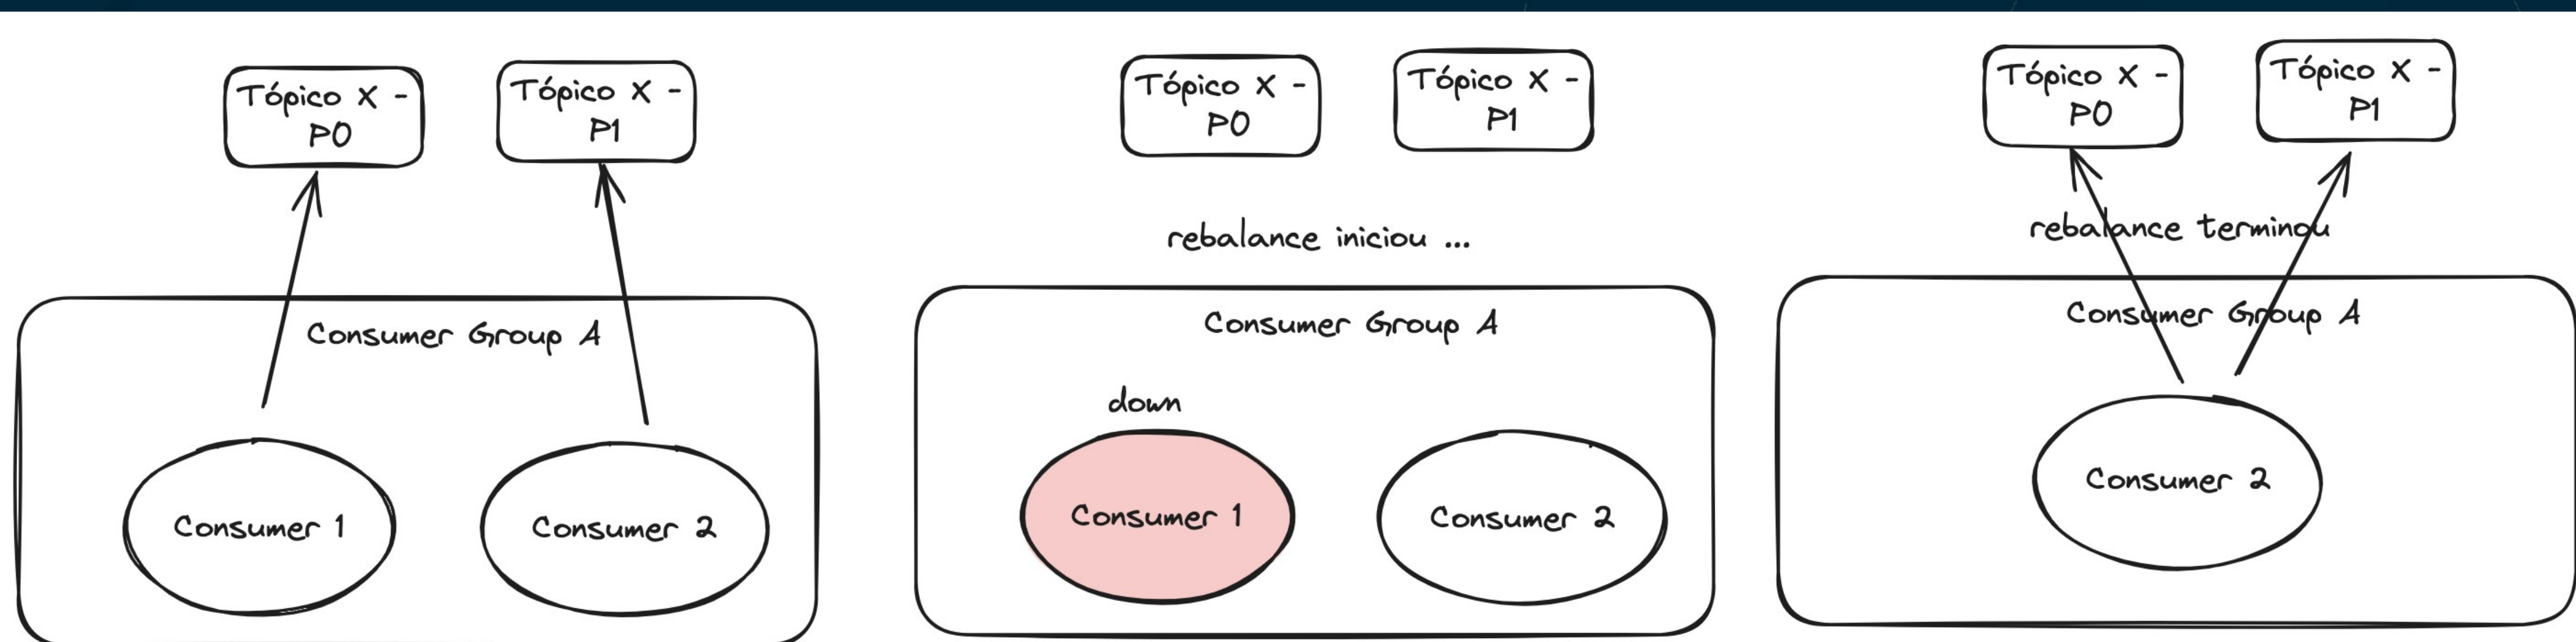 Tópico X -
P0
Tópico X -
P1
Consumer Group A
Consumer 1
Consumer 2
Tópico X -
P0
Tópico X -
P1
rebalance iniciou ...
Consumer Group A
down
Consumer 1
Consumer 2
Tópico X -
P0
Tópico X -
P1
rebalance terminou
Consumer Group A
Consumer 2